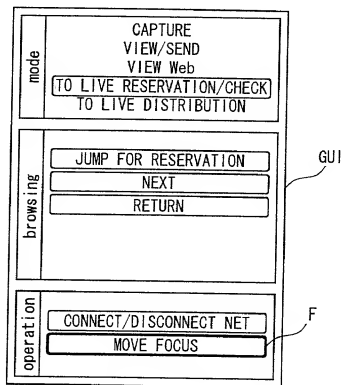 mode
CAPTURE
VIEW/SEND
VIEW Web
TO LIVE RESERVATION/CHECK
TO LIVE DISTRIBUTION
browsing
JUMP FOR RESERVATION
NEXT
RETURN
GUI
operation
CONNECT/DISCONNECT NET
MOVE FOCUS
F